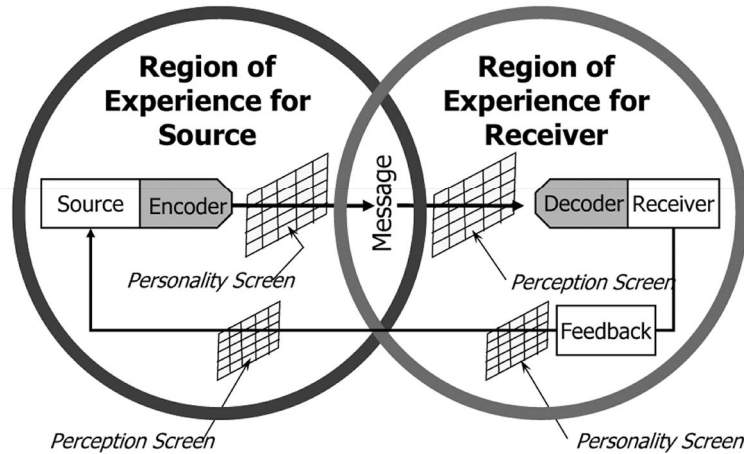 Region of
Experience for
Source
Region of
Experience for
Receiver
Source
Encoder
Message
Decoder
Receiver
Personality Screen
Perception Screen
Feedback
Perception Screen
Personality Screen